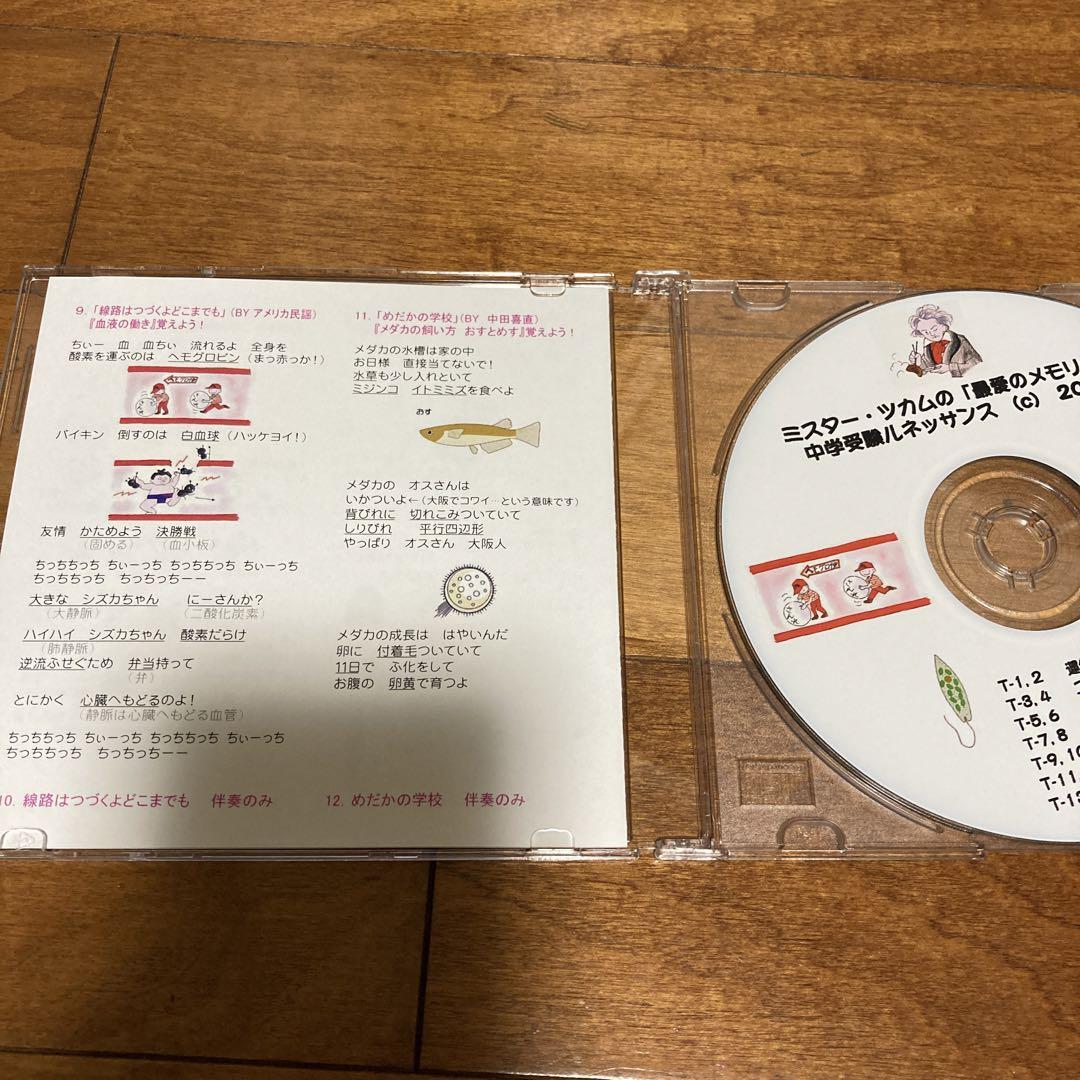 9. 「線路はつづくよどこまでも」(BY アメリカ民謡)
『血液の働き』覚えよう!
ちぃー 血 血ちぃ 流れるよ 全身を
酸素を運ぶのは ヘモグロビン(まっ赤っか!)
バイキン 倒すのは 白血球(ハッケヨイ!)
友情 かためよう 決勝戦
(固める) (血小板)
ちっちちっち ちぃーっち ちっちちっち ちぃーっち
ちっちちっち ちっちっちーー
大きな シズカちゃん にーさんか?
(大静脈) (二酸化炭素)
ハイハイ シズカちゃん 酸素だらけ
(肺静脈)
逆流ふせぐため 弁当持って
(弁)
とにかく 心臓へもどるのよ!
(静脈は心臓へもどる血管)
ちっちちっち ちぃーっち ちっちちっち ちぃーっち
ちっちちっち ちっちっちーー
10. 線路はつづくよどこまでも 伴奏のみ
11. 「めだかの学校」(BY 中田喜直)
『メダカの飼い方 おすとめす』覚えよう!
メダカの水槽は家の中
お日様 直接当てないで!
水草も少し入れといて
ミジンコ イトミミズを食べよ
おす
メダカの オスさんは
いかついよ←(大阪でコワイ…という意味です)
背びれに 切れこみついていて
しりびれ 平行四辺形
やっぱり オスさん 大阪人
メダカの成長は はやいんだ
卵に 付着毛ついていて
11日で ふ化をして
お腹の 卵黄で育つよ
12. めだかの学校 伴奏のみ
ミスター・ツカムの「最愛のメモリ
中学受験ルネッサンス (c) 20
T-1,2
T-3,4
T-5,6
T-7,8
T-9,10
T-11